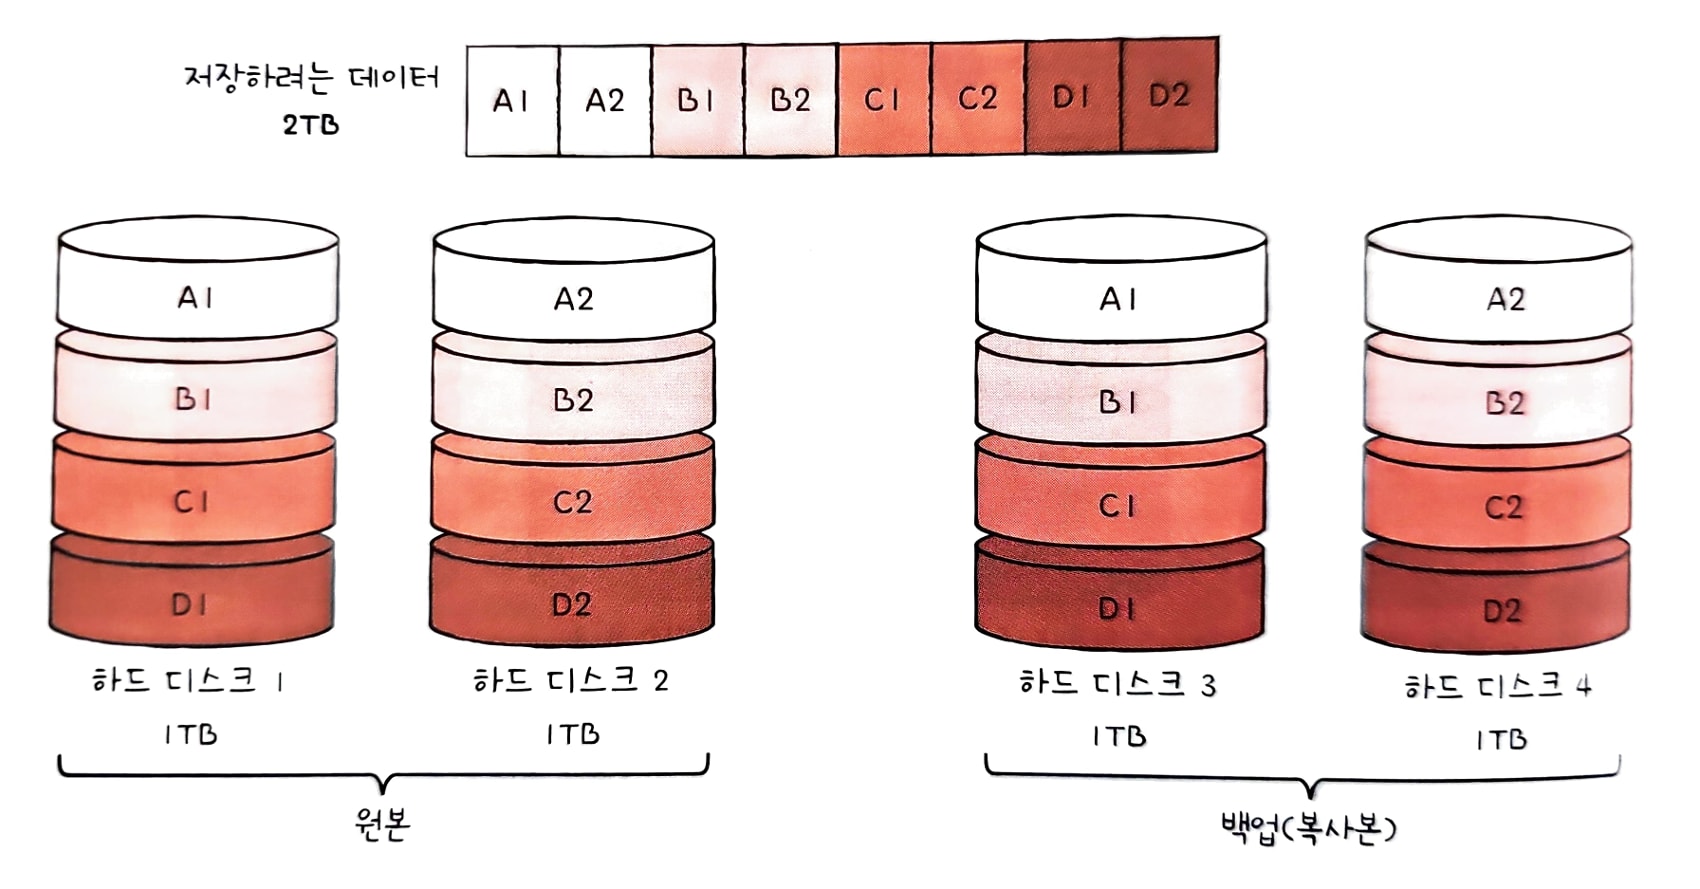 저장하려는 데이터
2TB
A1 A2 B1 B2 C1 C2 D1 D2
A1 A2 A1 A2
B1 B2 B1 B2
C1 C2 C1 C2
D1 D2 D1 D2
하드 디스크 1 하드 디스크 2 하드 디스크 3 하드 디스크 4
1TB 1TB 1TB 1TB
원본 백업(복사본)